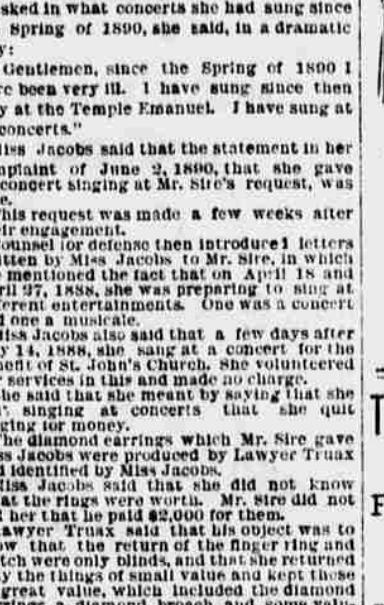 sked in what concerts she had sung since
Spring of 1890, she said, in a dramatic
y:
Gentlemen, since the Spring of 1890 I
re been very ill. I have sung since then
y at the Temple Emanuel. I have sung at
concerts."
iss Jacobs said that the statement in her
mplaint of June 2, 1890, that she gave
concert singing at Mr. Sire's request, was
e.
his request was made a few weeks after
eir engagement.
ounsel for defense then introduced letters
itten by Miss Jacobs to Mr. Sire, in which
e mentioned the fact that on April 18 and
ril 27, 1888, she was preparing to sing at
ferent entertainments. One was a concert
d one a musicale.
iss Jacobs also said that a few days after
y 14, 1888, she sang at a concert for the
nefit of St. John's Church. She volunteered
r services in this and made no charge.
he said that she meant by saying that she
singing at concerts that she quit
ging for money.
he diamond earrings which Mr. Sire gave
ss Jacobs were produced by Lawyer Truax
d identified by Miss Jacobs.
iss Jacobs said that she did not know
at the rings were worth. Mr. Sire did not
l her that he paid $2,000 for them.
awyer Truax said that his object was to
ow that the return of the finger ring and
tch were only blinds, and that she returned
y the things of small value and kept those
great value, which included the diamond
rings, a diamond brooch and some
T
F